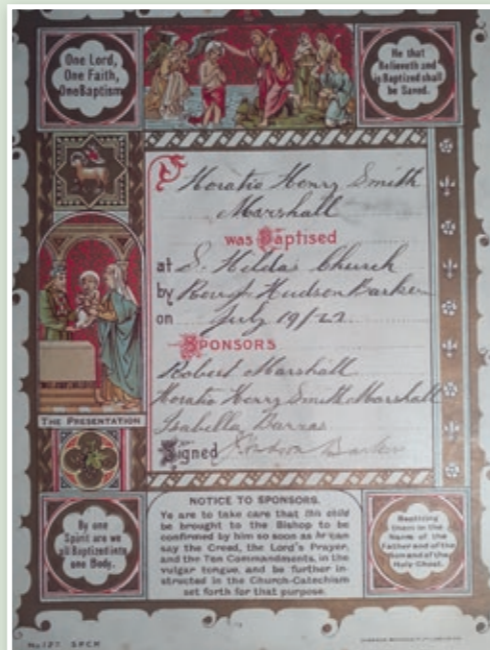 One Lord,
One Faith,
One Baptism
He that
Believeth and
is Baptized shall
be Saved.
Horatio Henry Smith
Marshall
was Baptised
at S. Hilda's Church
by Hudson Barker
on July 19/22
SPONSORS
Robert Marshall
Horatio Henry Smith Marshall
Isabella
Signed Hudson Barker
THE PRESENTATION
By one
Spirit are we
all Baptized into
one Body.
NOTICE TO SPONSORS.
Ye are to take care that this child
be brought to the Bishop to be
confirmed by him so soon as he can
say the Creed, the Lord's Prayer,
and the Ten Commandments, in the
vulgar tongue, and be further in-
structed in the Church-Catechism
set forth for that purpose.
Baptizing
them in the
Name of the
Father and of the
Son and of the
Holy Ghost.
No 121 SPCK